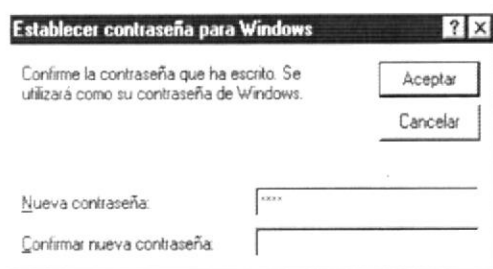 Establecer contraseña para Windows
Confirme la contraseña que ha escrito. Se
utilizará como su contraseña de Windows.
Aceptar
Cancelar
Nueva contraseña: ****
Confirmar nueva contraseña: